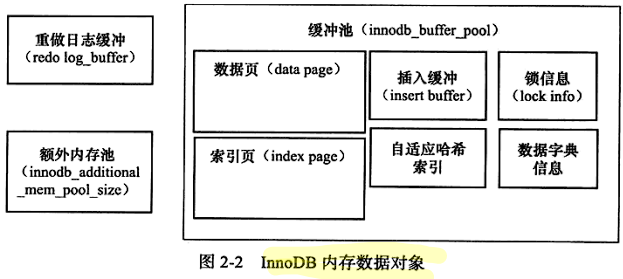 重做日志缓冲
(redo log_buffer)
额外内存池
(innodb_additional
_mem_pool_size)
缓冲池(innodb_buffer_pool)
数据页(data page)
插入缓冲
(insert buffer)
锁信息
(lock info)
索引页(index page)
自适应哈希
索引
数据字典
信息
图 2-2 InnoDB 内存数据对象